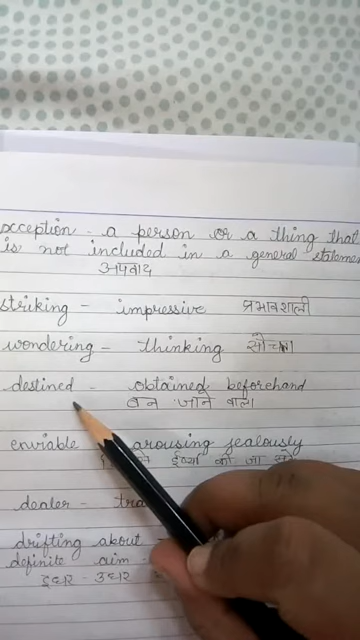 xception - a person or a thing that
is not included in a general statemen
अपवाद
striking - impressive प्रभावशाली
wondering - thinking सोचना
destined - obtained beforehand
बन जाने वाला
enviable arousing jealously
ईर्ष्या की जा सके
dealer - tra
drifting about -
definite aim -
इधर - उधर